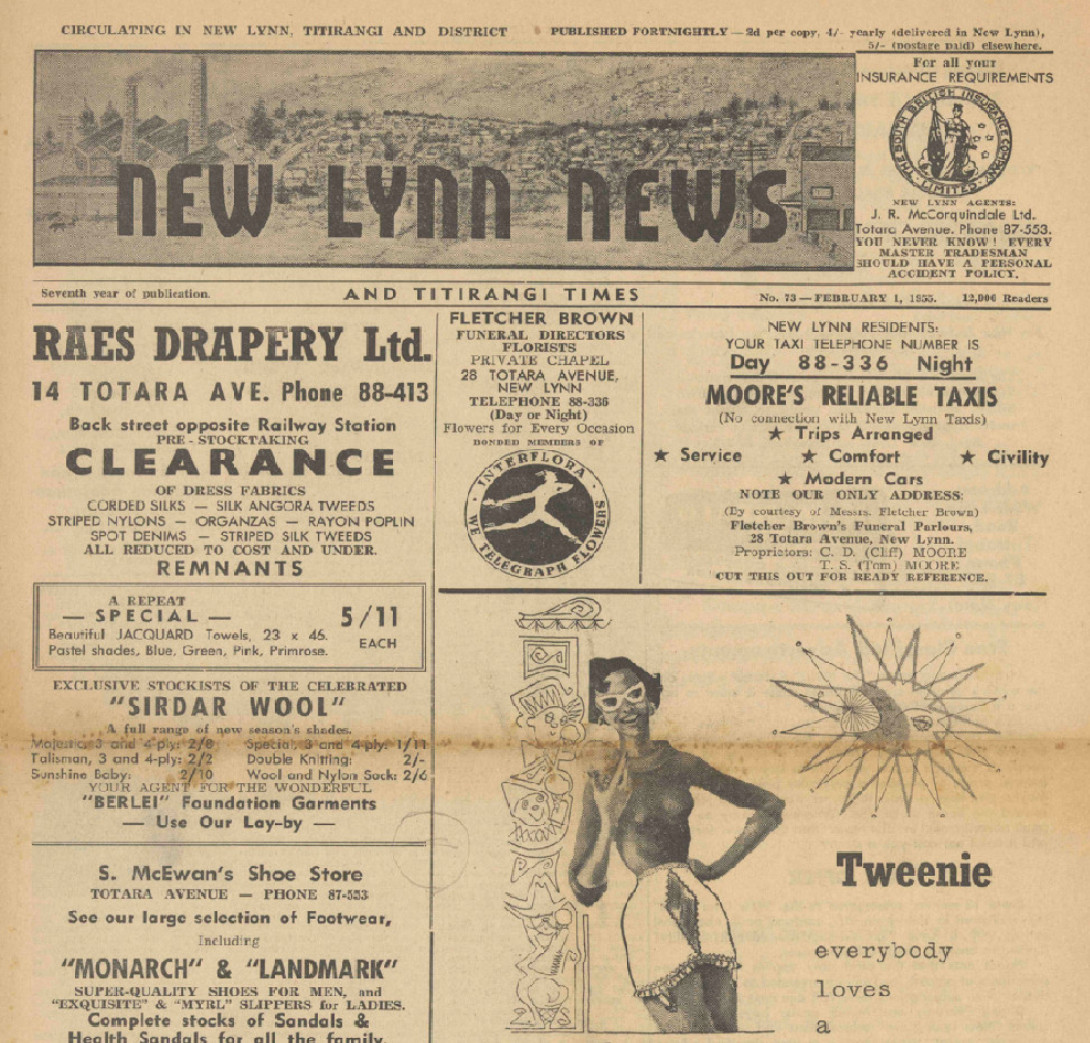 CIRCULATING IN NEW LYNN, TITIRANGI AND DISTRICT
PUBLISHED FORTNIGHTLY — 2d per copy, 4/- yearly (delivered in New Lynn),
5/- (postage paid) elsewhere.
NEW LYNN NEWS
For all your
INSURANCE REQUIREMENTS
THE SOUTH BRITISH INSURANCE COMPANY
LIMITED
NEW LYNN AGENTS:
J. R. McCorquindale Ltd.
Totara Avenue. Phone 87-553.
YOU NEVER KNOW! EVERY
MASTER TRADESMAN
SHOULD HAVE A PERSONAL
ACCIDENT POLICY.
Seventh year of publication.
AND TITIRANGI TIMES
No. 73 — FEBRUARY 1, 1955. 12,000 Readers
RAES DRAPERY Ltd.
14 TOTARA AVE. Phone 88-413
Back street opposite Railway Station
PRE-STOCKTAKING
CLEARANCE
OF DRESS FABRICS
CORDED SILKS — SILK ANGORA TWEEDS
STRIPED NYLONS — ORGANZAS — RAYON POPLIN
SPOT DENIMS — STRIPED SILK TWEEDS
ALL REDUCED TO COST AND UNDER.
REMNANTS
A REPEAT
— SPECIAL — 5/11
Beautiful JACQUARD Towels, 23 x 46.
Pastel shades, Blue, Green, Pink, Primrose.
EACH
EXCLUSIVE STOCKISTS OF THE CELEBRATED
"SIRDAR WOOL"
A full range of new season's shades.
Majestic, 3 and 4-ply: 2/8 Special, 3 and 4-ply: 1/11
Talisman, 3 and 4-ply: 2/2 Double Knitting: 2/-
Sunshine Baby: 2/10 Wool and Nylon Sock: 2/6
YOUR AGENT FOR THE WONDERFUL
"BERLEI" Foundation Garments
— Use Our Lay-by —
S. McEwan's Shoe Store
TOTARA AVENUE — PHONE 87-553
See our large selection of Footwear,
Including
"MONARCH" & "LANDMARK"
SUPER-QUALITY SHOES FOR MEN, and
"EXQUISITE" & "MYRL" SLIPPERS for LADIES.
Complete stocks of Sandals &
Health Sandals for all the family.
FLETCHER BROWN
FUNERAL DIRECTORS
FLORISTS
PRIVATE CHAPEL
28 TOTARA AVENUE,
NEW LYNN
TELEPHONE 88-336
(Day or Night)
Flowers for Every Occasion
BONDED MEMBERS OF
INTERFLORA
WE TELEGRAPH FLOWERS
NEW LYNN RESIDENTS:
YOUR TAXI TELEPHONE NUMBER IS
Day 88-336 Night
MOORE'S RELIABLE TAXIS
(No connection with New Lynn Taxis)
★ Trips Arranged
★ Service ★ Comfort ★ Civility
★ Modern Cars
NOTE OUR ONLY ADDRESS:
(By courtesy of Messrs. Fletcher Brown)
Fletcher Brown's Funeral Parlours,
28 Totara Avenue, New Lynn.
Proprietors: C. D. (Cliff) MOORE
T. S. (Tom) MOORE
CUT THIS OUT FOR READY REFERENCE.
Tweenie
everybody
loves
a